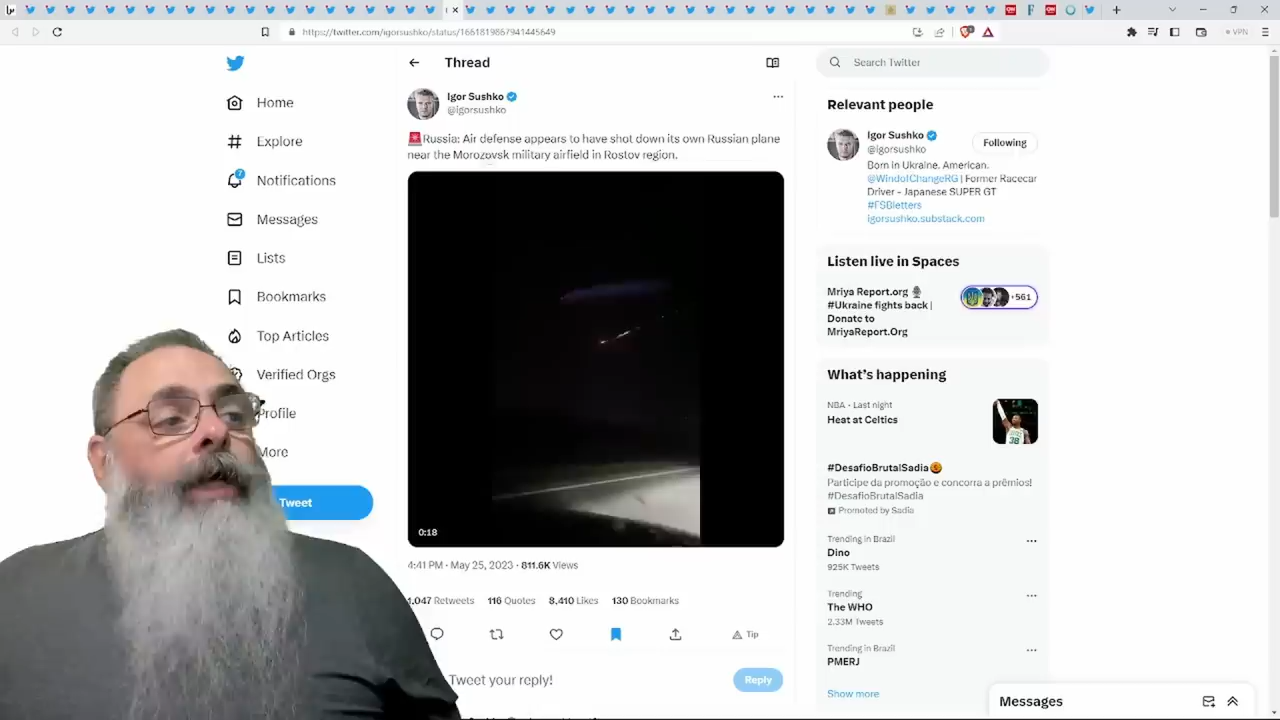 https://twitter.com/igorsushko/status/1661819867941445649
VPN
Home
Explore
7
Notifications
Messages
Lists
Bookmarks
Top Articles
Verified Orgs
Profile
More
Tweet
Thread
Igor Sushko
@igorsushko
🚨Russia: Air defense appears to have shot down its own Russian plane
near the Morozovsk military airfield in Rostov region.
0:18
4:41 PM · May 25, 2023 · 811.6K Views
1,047 Retweets 116 Quotes 8,410 Likes 130 Bookmarks
Tip
Tweet your reply!
Reply
Search Twitter
Relevant people
Igor Sushko
@igorsushko
Following
Born in Ukraine. American.
@WindofChangeRG | Former Racecar
Driver - Japanese SUPER GT
#FSBletters
igorsushko.substack.com
Listen live in Spaces
Mriya Report.org 🎙
#Ukraine fights back |
Donate to
MriyaReport.Org
+561
What's happening
NBA · Last night
Heat at Celtics
#DesafioBrutalSadia
Participe da promoção e concorra a prêmios!
#DesafioBrutalSadia
Promoted by Sadia
Trending in Brazil
Dino
925K Tweets
Trending
The WHO
2.33M Tweets
Trending in Brazil
PMERJ
Show more
Messages